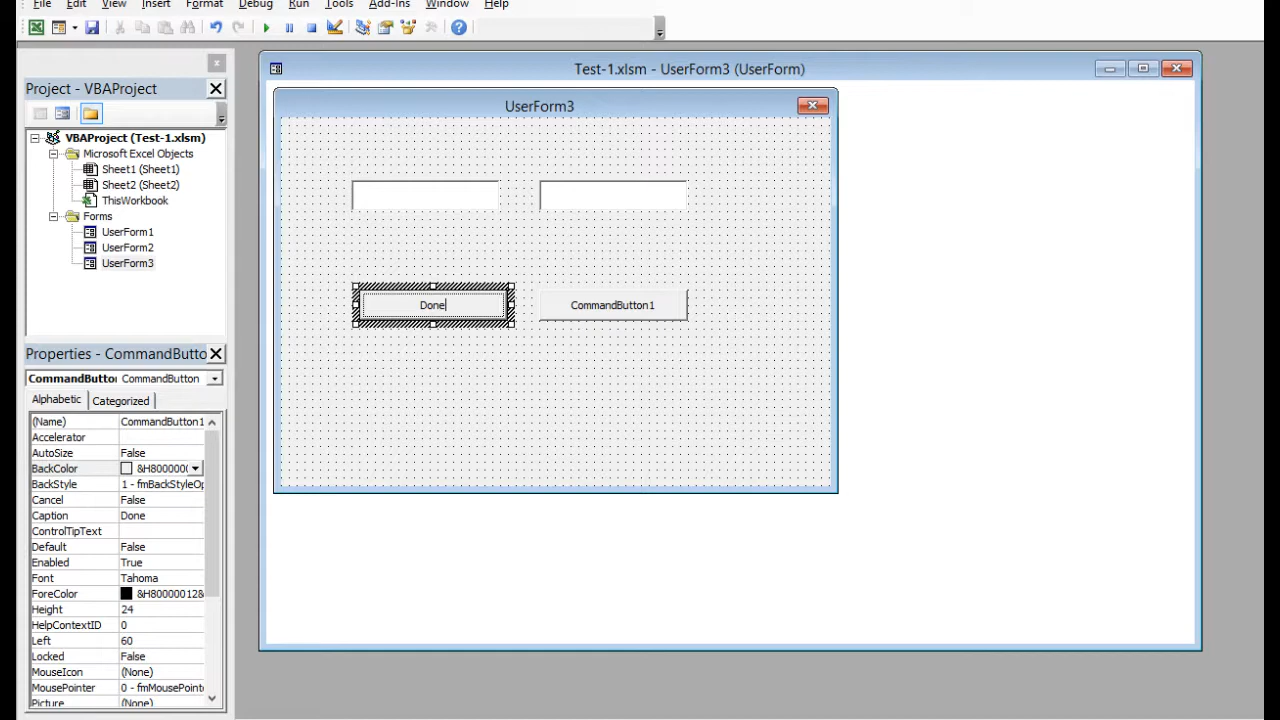 File Edit View Insert Format Debug Run Tools Add-Ins Window Help
Project - VBAProject
VBAProject (Test-1.xlsm)
Microsoft Excel Objects
Sheet1 (Sheet1)
Sheet2 (Sheet2)
ThisWorkbook
Forms
UserForm1
UserForm2
UserForm3
Properties - CommandButto
CommandButto CommandButton
Alphabetic Categorized
(Name) CommandButton1
Accelerator
AutoSize False
BackColor &H800000
BackStyle 1 - fmBackStyleOp
Cancel False
Caption Done
ControlTipText
Default False
Enabled True
Font Tahoma
ForeColor &H80000012&
Height 24
HelpContextID 0
Left 60
Locked False
MouseIcon (None)
MousePointer 0 - fmMousePoint
Picture (None)
Test-1.xlsm - UserForm3 (UserForm)
UserForm3
Done CommandButton1